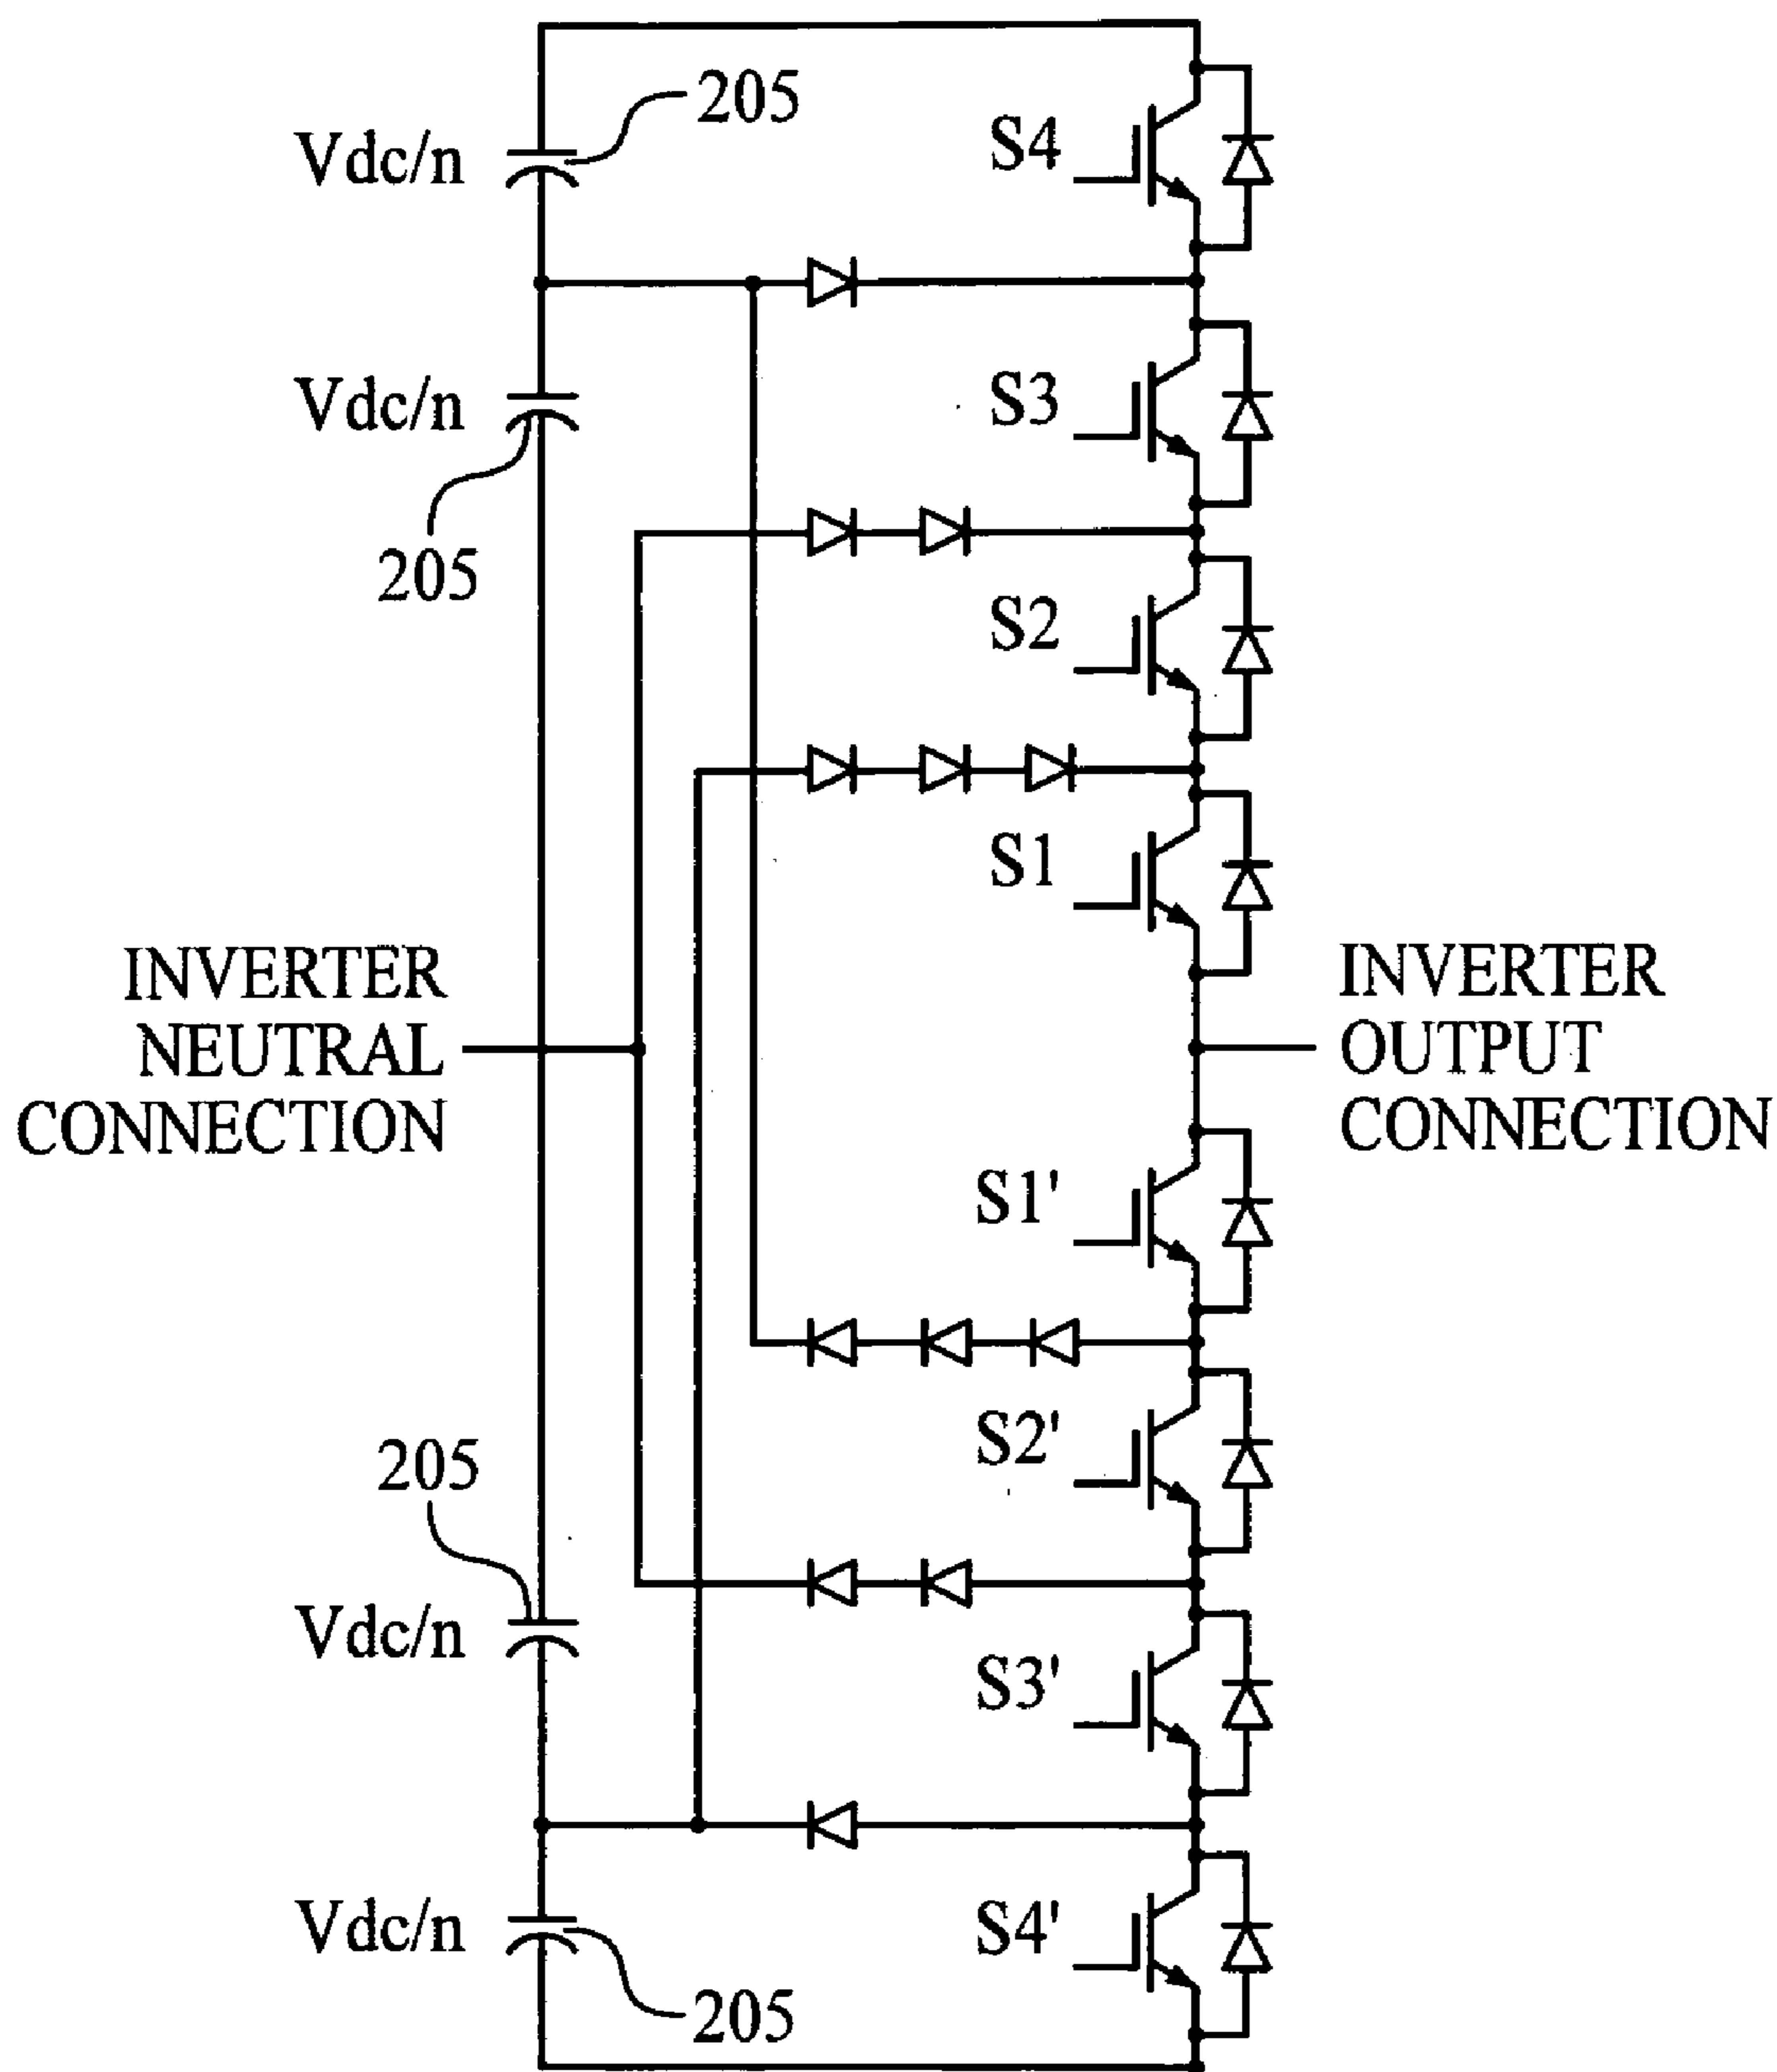 205
Vdc/n
S4
Vdc/n
S3
205
S2
S1
INVERTER
NEUTRAL
CONNECTION
INVERTER
OUTPUT
CONNECTION
S1'
S2'
205
Vdc/n
S3'
Vdc/n
S4'
205